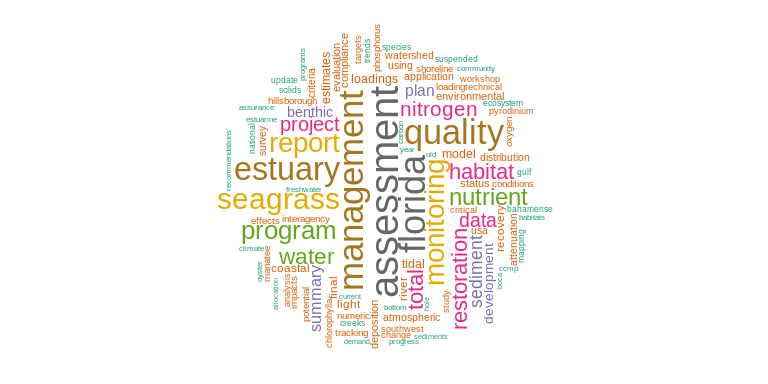 species
programs
targets
trends
phosphorus
watershed
suspended
using
shoreline
community
update
criteria
estimates
evaluation
compliance
loadings
application
workshop
solids
plan
loadingtechnical
environmental
hillsborough
benthic
nitrogen
ecosystem
pyrodinium
assurance
estuarine
project
quality
oxygen
national
survey
report
carbon
year
old
model
distribution
recommendations
estuary
management
assessment
florida
monitoring
habitat
gulf
status
conditions
freshwater
seagrass
nutrient
effects
interagency
critical
data
usa
bahamense
habitats
program
climate
water
recovery
attenuation
mapping
oyster
manatee
coastal
tidal
total
restoration
sediment
development
boca
ccmp
allocation
analysis
impacts
potential
summary
final
light
current
river
hole
study
bottom
numeric
creeks
tracking
deposition
atmospheric
southwest
change
sediments
chlorophylla
demand
progress